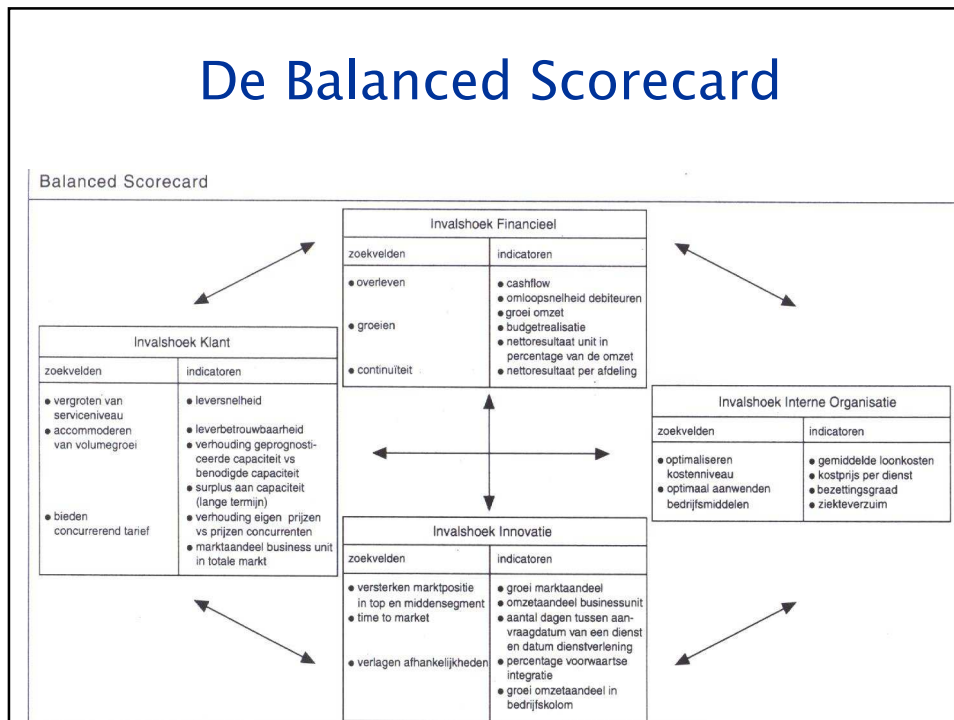 De Balanced Scorecard
Balanced Scorecard
Invalshoek Financieel
zoekvelden
indicatoren
● overleven
● groeien
● continuïteit
● cashflow
● omloopsnelheid debiteuren
● groei omzet
● budgetrealisatie
● nettoresultaat unit in
percentage van de omzet
● nettoresultaat per afdeling
Invalshoek Klant
zoekvelden
indicatoren
● vergroten van
serviceniveau
● accommoderen
van volumegroei
● bieden
concurrerend tarief
● leversnelheid
● leverbetrouwbaarheid
● verhouding geprognosti-
ceerde capaciteit vs
benodigde capaciteit
● surplus aan capaciteit
(lange termijn)
● verhouding eigen prijzen
vs prijzen concurrenten
● marktaandeel business unit
in totale markt
Invalshoek Interne Organisatie
zoekvelden
indicatoren
● optimaliseren
kostenniveau
● optimaal aanwenden
bedrijfsmiddelen
● gemiddelde loonkosten
● kostprijs per dienst
● bezettingsgraad
● ziekteverzuim
Invalshoek Innovatie
zoekvelden
indicatoren
● versterken marktpositie
in top en middensegment
● time to market
● verlagen afhankelijkheden
● groei marktaandeel
● omzetaandeel businessunit
● aantal dagen tussen aan-
vraagdatum van een dienst
en datum dienstverlening
● percentage voorwaartse
integratie
● groei omzetaandeel in
bedrijfskolom